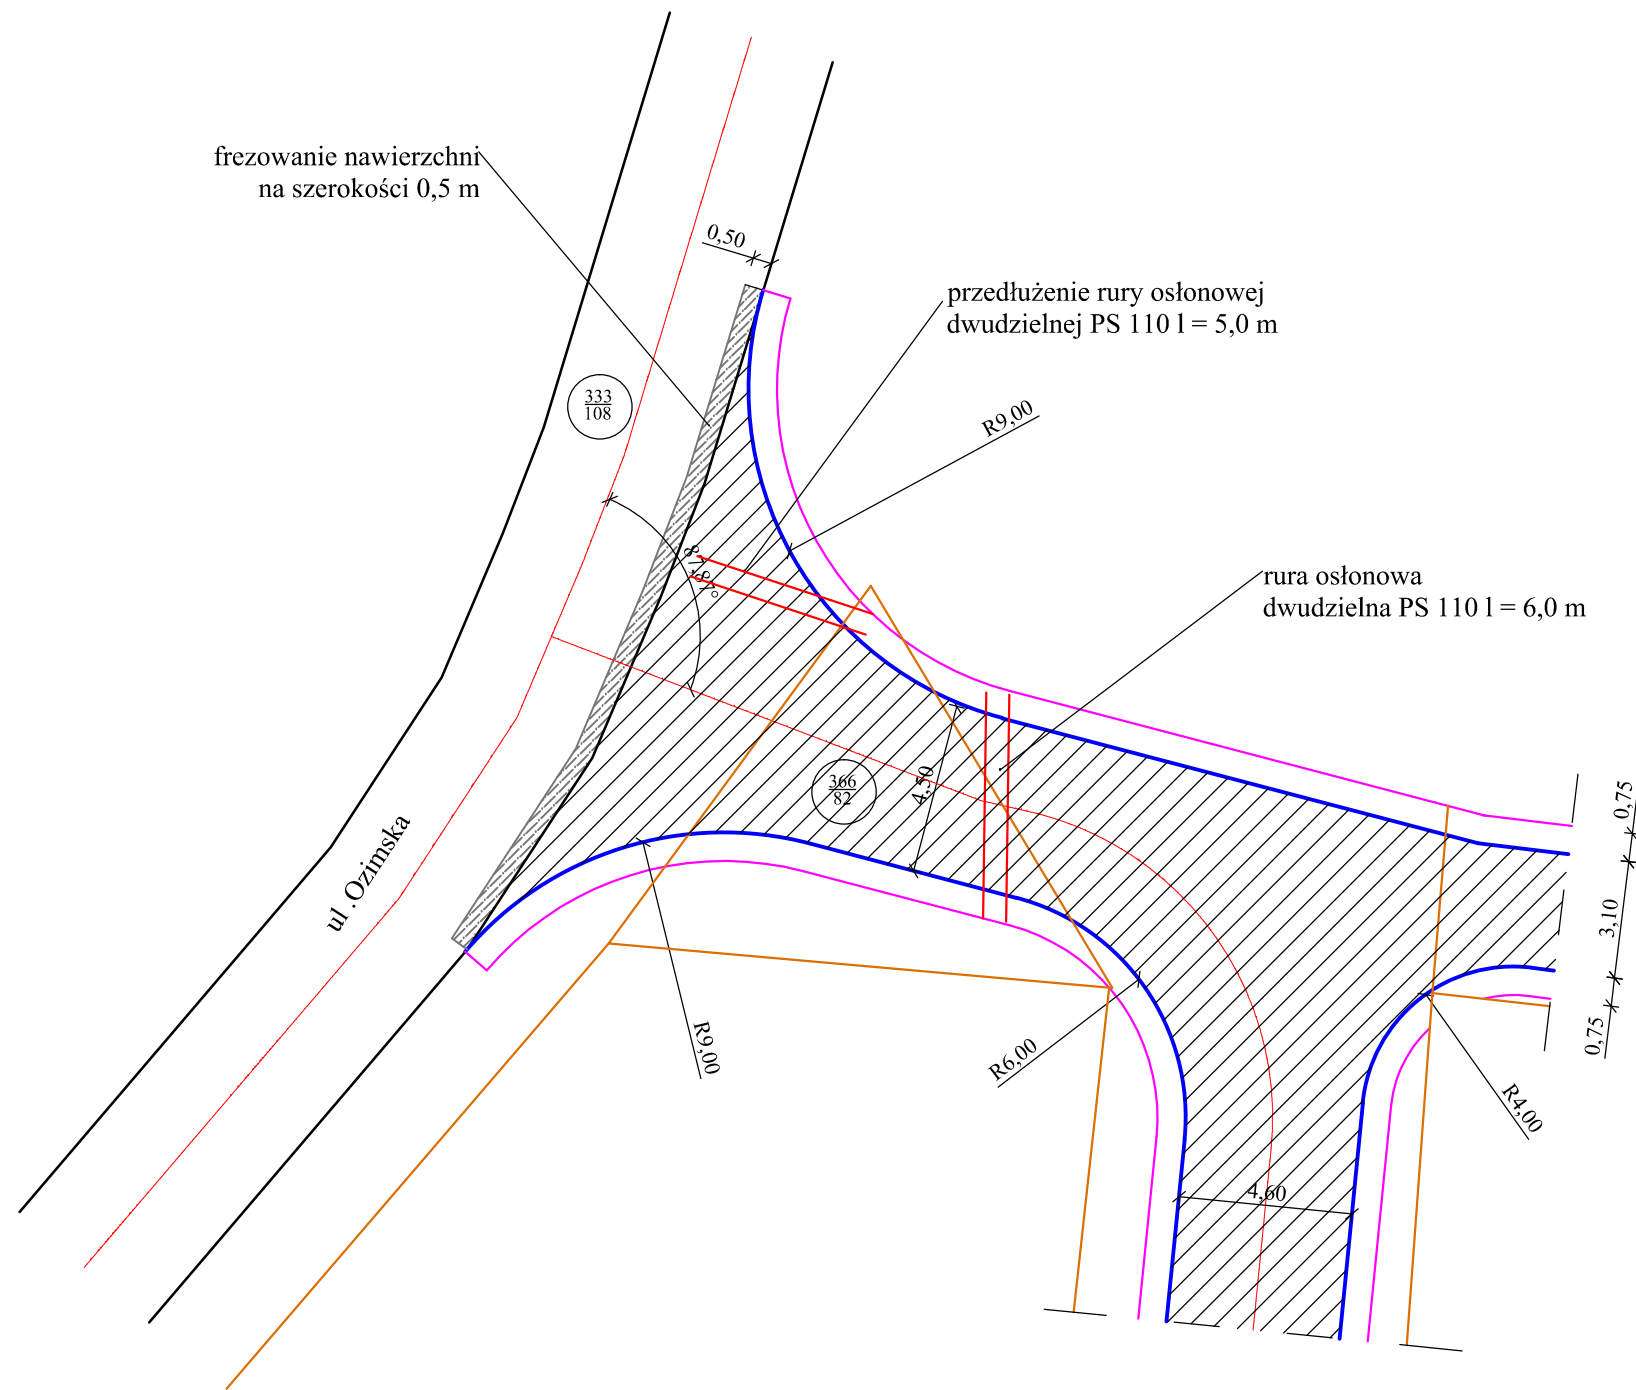 frezowanie nawierzchni
na szerokości 0,5 m
0,50
przedłużenie rury osłonowej
dwudzielnej PS 110 l = 5,0 m
333
108
R9,00
87,87°
rura osłonowa
dwudzielna PS 110 l = 6,0 m
366
82
4,50
0,75
ul .Ozimska
3,10
R9,00
R6,00
0,75
R4,00
4,60